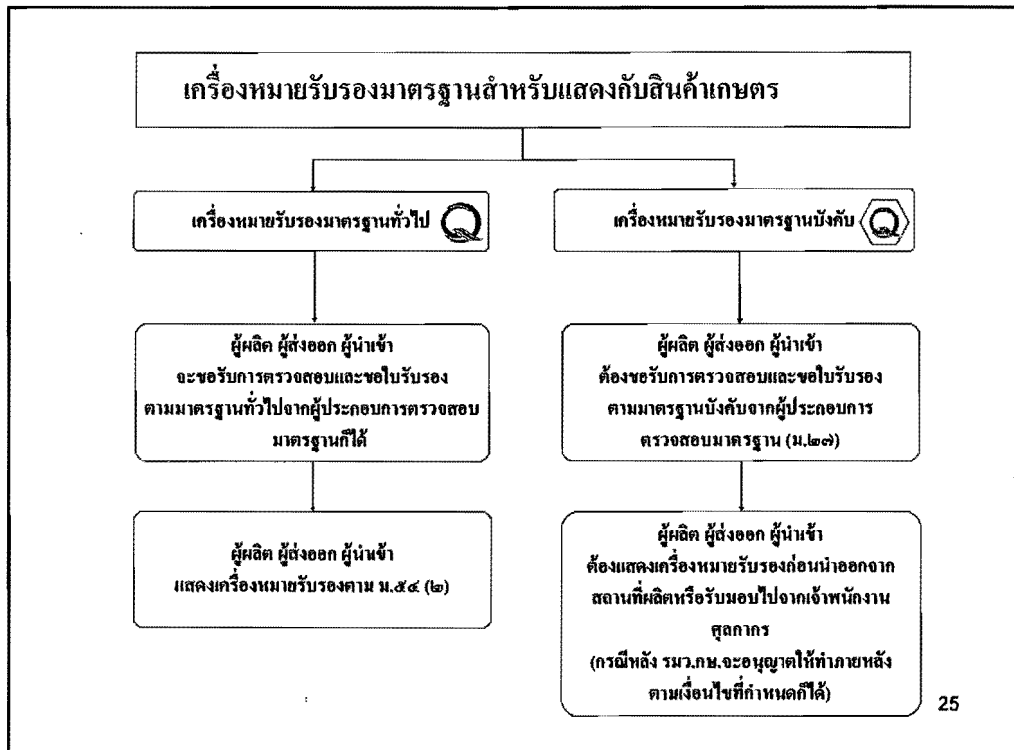 เครื่องหมายรับรองมาตรฐานสำหรับแสดงกับสินค้าเกษตร
เครื่องหมายรับรองมาตรฐานทั่วไป Q
เครื่องหมายรับรองมาตรฐานบังคับ Q
ผู้ผลิต ผู้ส่งออก ผู้นำเข้า
จะขอรับการตรวจสอบและขอใบรับรอง
ตามมาตรฐานทั่วไปจากผู้ประกอบการตรวจสอบ
มาตรฐานก็ได้
ผู้ผลิต ผู้ส่งออก ผู้นำเข้า
ต้องขอรับการตรวจสอบและขอใบรับรอง
ตามมาตรฐานบังคับจากผู้ประกอบการ
ตรวจสอบมาตรฐาน (ม.๒๗)
ผู้ผลิต ผู้ส่งออก ผู้นำเข้า
แสดงเครื่องหมายรับรองตาม ม.๕๔ (๒)
ผู้ผลิต ผู้ส่งออก ผู้นำเข้า
ต้องแสดงเครื่องหมายรับรองก่อนนำออกจาก
สถานที่ผลิตหรือรับมอบไปจากเจ้าพนักงาน
ศุลกากร
(กรณีหลัง รมว.กษ.จะอนุญาตให้ทำภายหลัง
ตามเงื่อนไขที่กำหนดก็ได้)
25